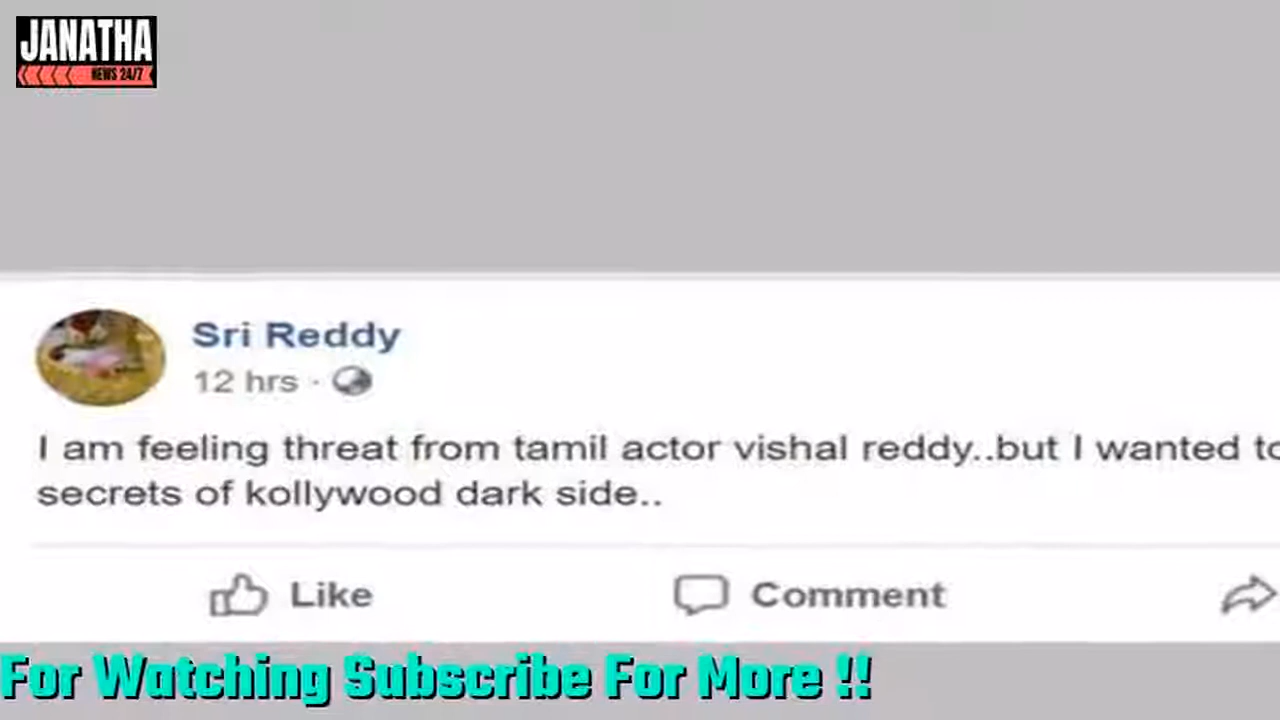 JANATHA
NEWS 24/7
Sri Reddy
12 hrs ·
I am feeling threat from tamil actor vishal reddy..but I wanted to
secrets of kollywood dark side..
Like
Comment
For Watching Subscribe For More !!